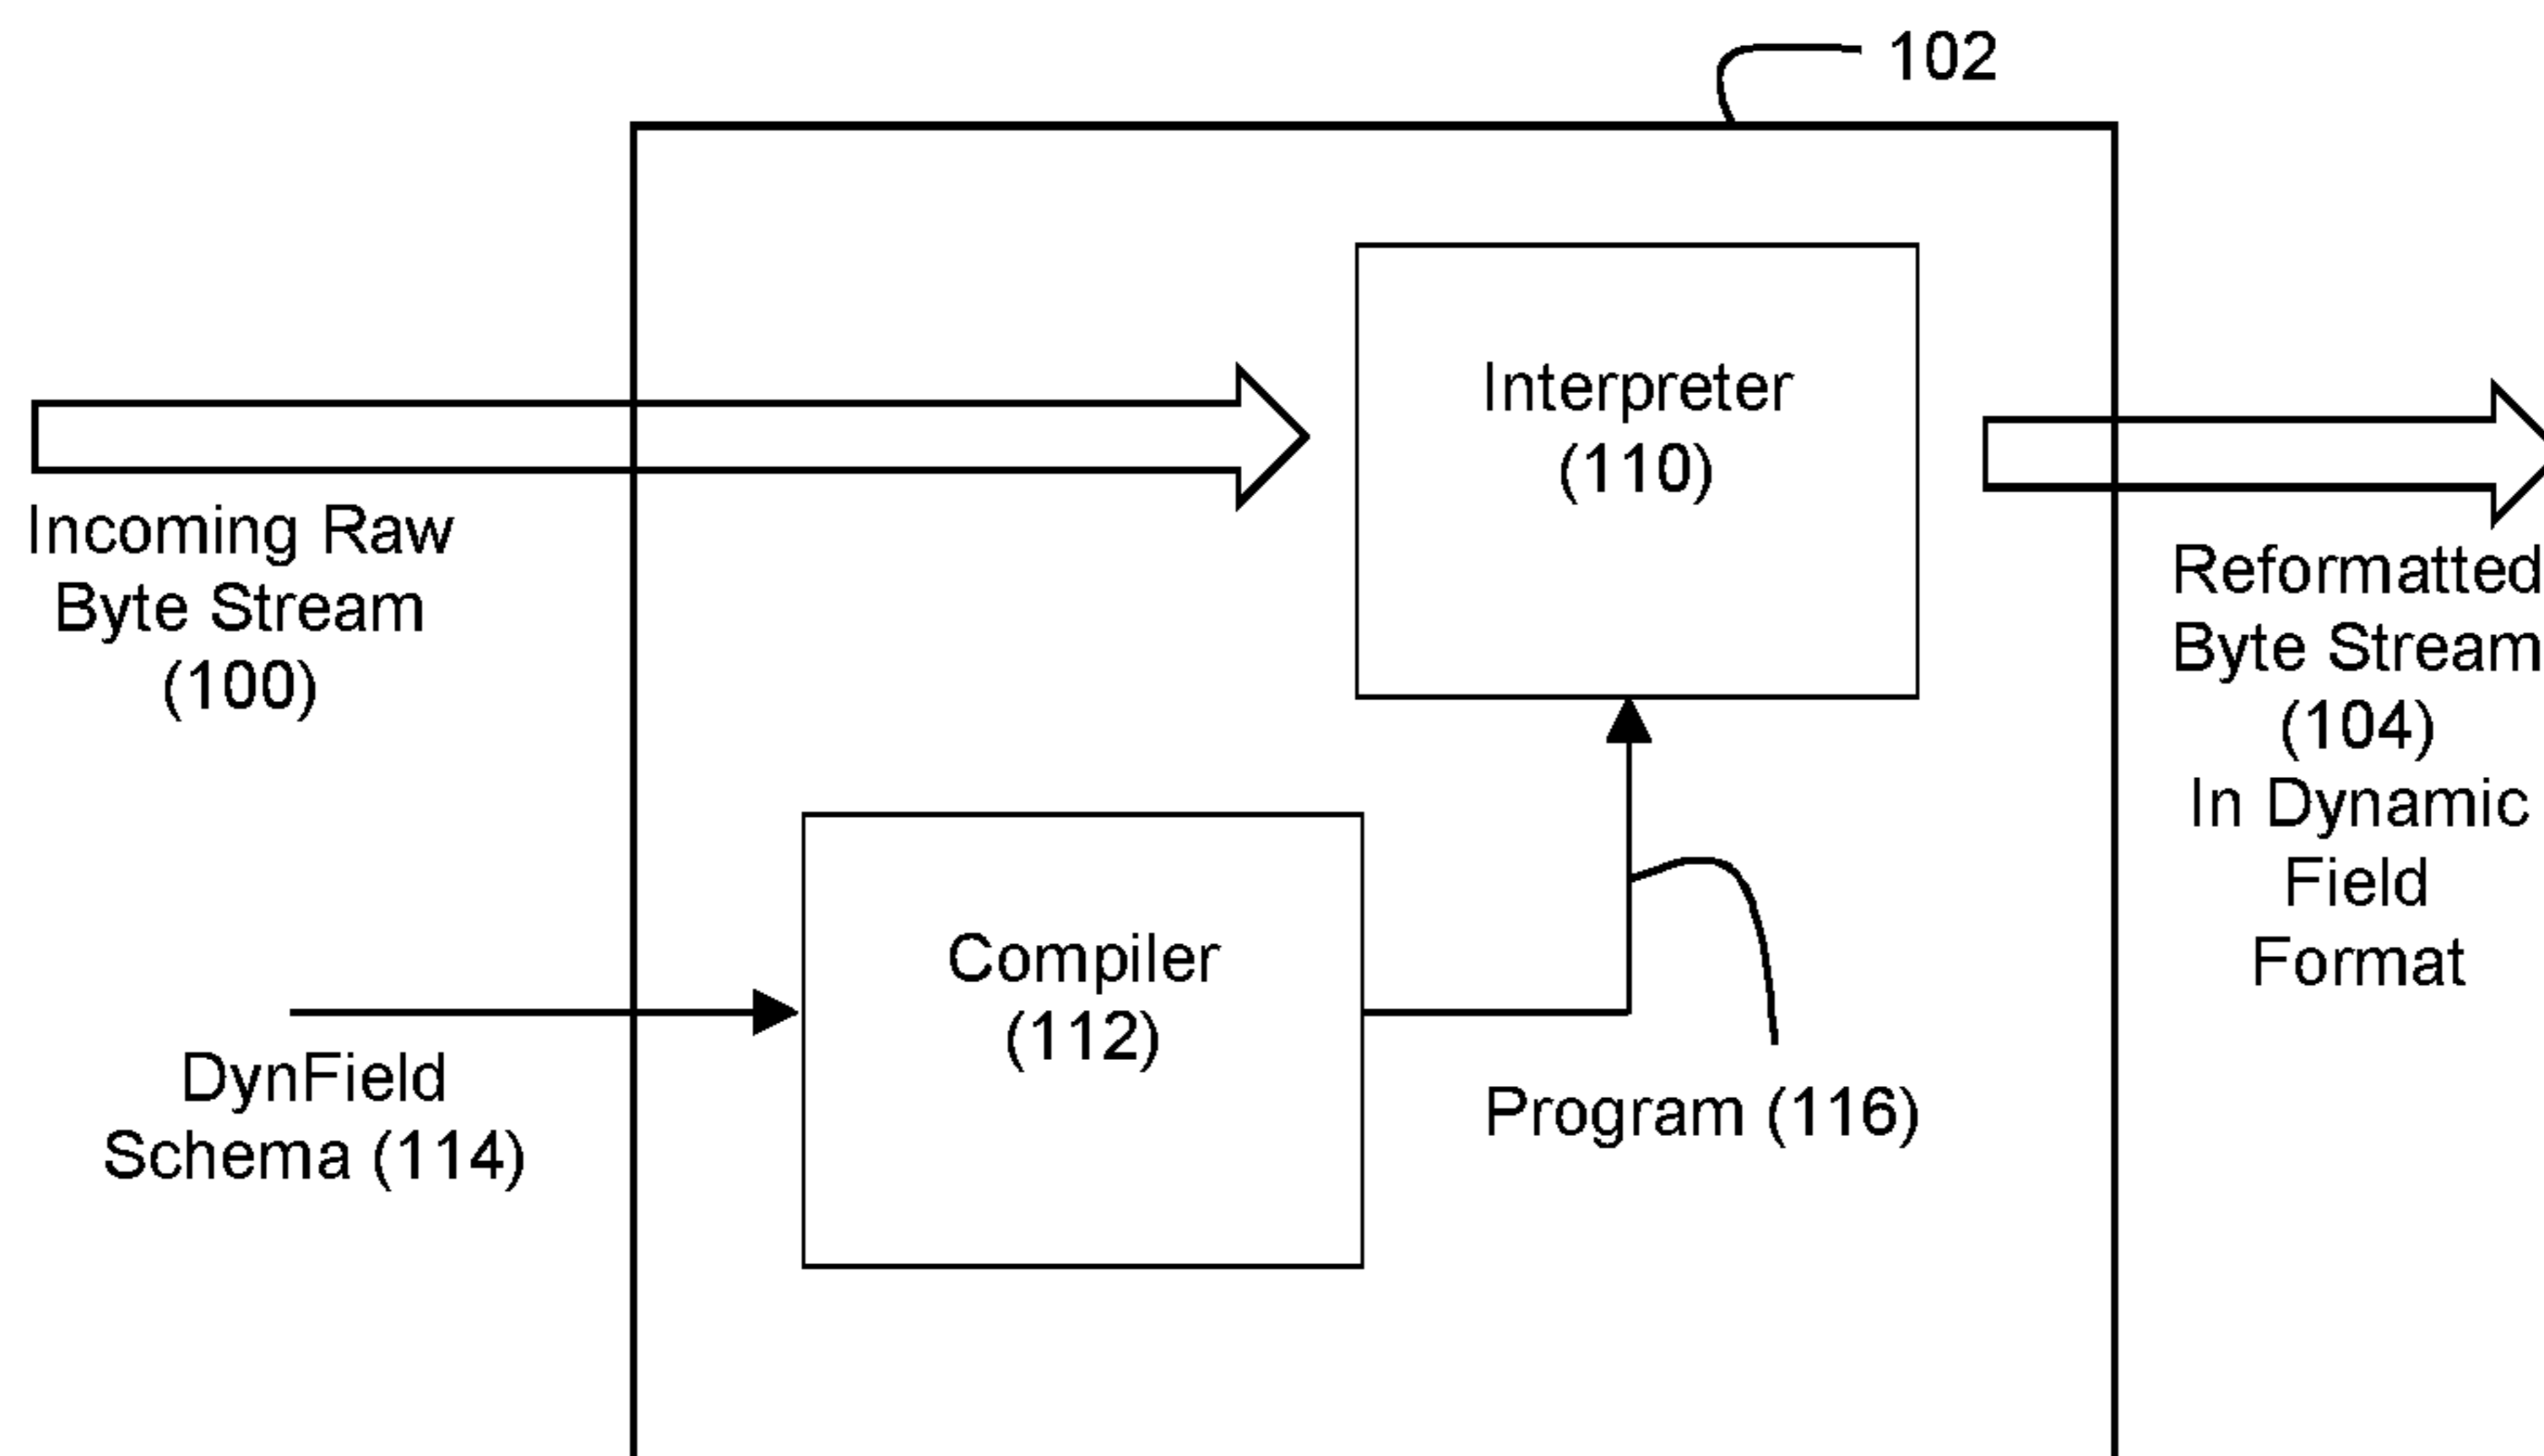 102
Interpreter
(110)
Incoming Raw
Byte Stream
(100)
Reformatted
Byte Stream
(104)
In Dynamic
Field
Format
Compiler
(112)
DynField
Schema (114)
Program (116)